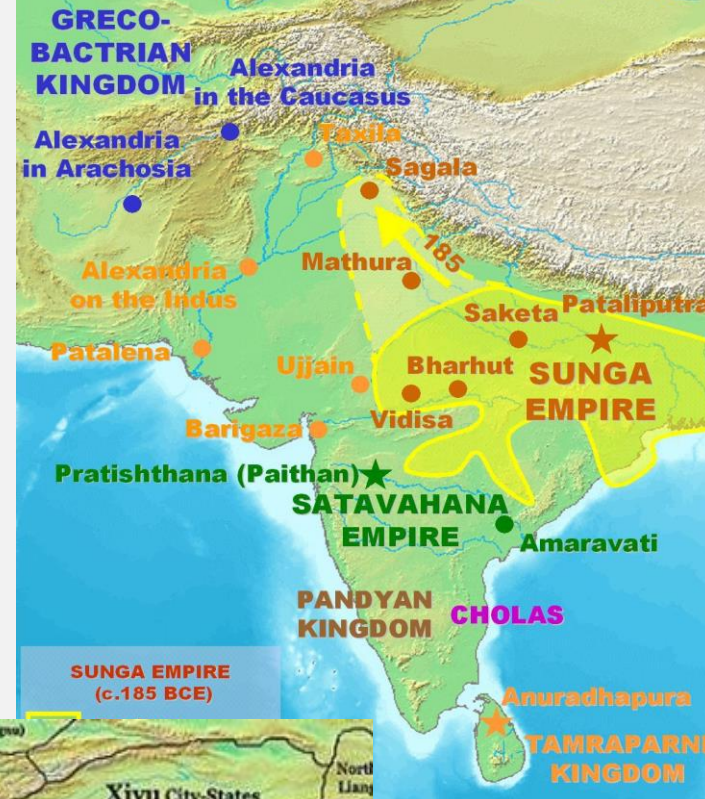 GRECO-
BACTRIAN
KINGDOM
Alexandria
in the Caucasus
Alexandria
in Arachosia
Taxila
Sagala
185
Mathura
Alexandria
on the Indus
Saketa
Pataliputra
Patalena
Ujjain
Bharhut
SUNGA
EMPIRE
Vidisa
Barigaza
Pratishthana (Paithan)
SATAVAHANA
EMPIRE
Amaravati
PANDYAN
KINGDOM
CHOLAS
SUNGA EMPIRE
(c.185 BCE)
Anuradhapura
TAMRAPARNI
KINGDOM
Xiyu City-States